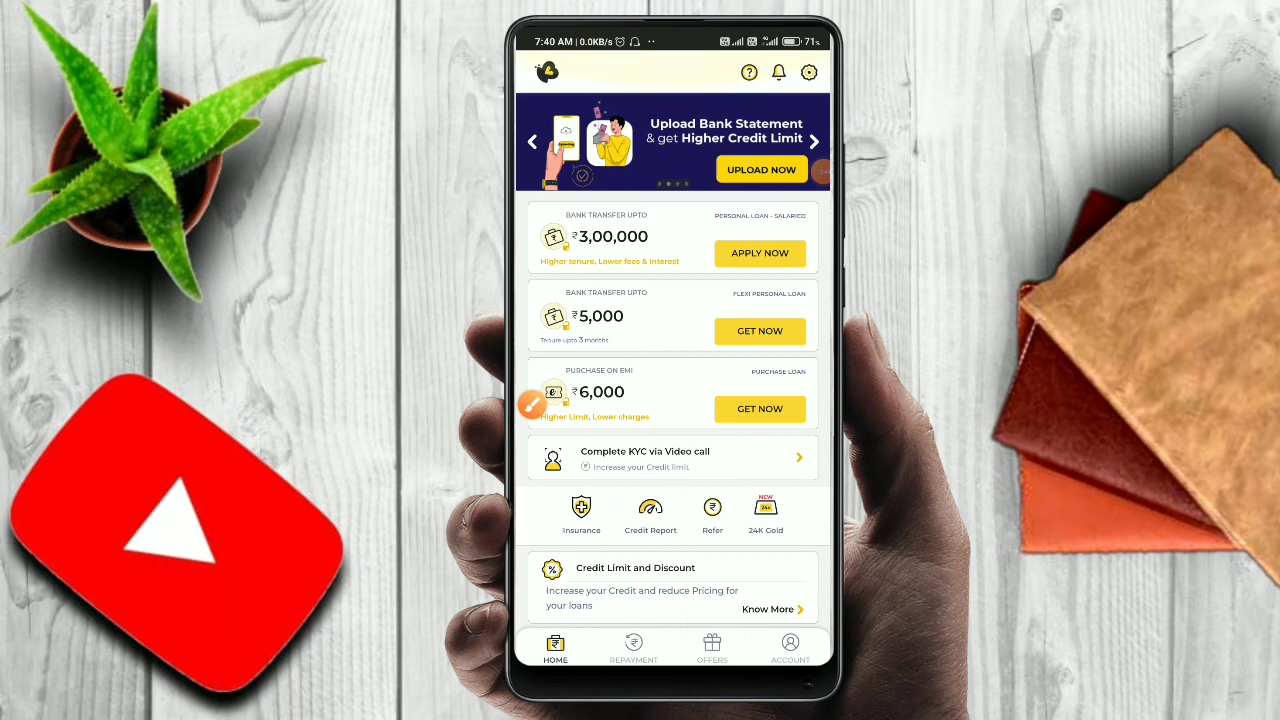 7:40 AM | 0.0KB/s
71%
Upload Bank Statement
& get Higher Credit Limit
UPLOAD NOW
BANK TRANSFER UPTO
PERSONAL LOAN - SALARIED
₹3,00,000
APPLY NOW
Higher tenure, Lower fees & Interest
BANK TRANSFER UPTO
FLEXI PERSONAL LOAN
₹5,000
GET NOW
Tenure upto 3 months
PURCHASE ON EMI
PURCHASE LOAN
₹6,000
GET NOW
Higher Limit, Lower charges
Complete KYC via Video call
Increase your Credit limit
NEW
24K
Insurance
Credit Report
Refer
24K Gold
Credit Limit and Discount
Increase your Credit and reduce Pricing for
your loans
Know More
HOME
REPAYMENT
OFFERS
ACCOUNT